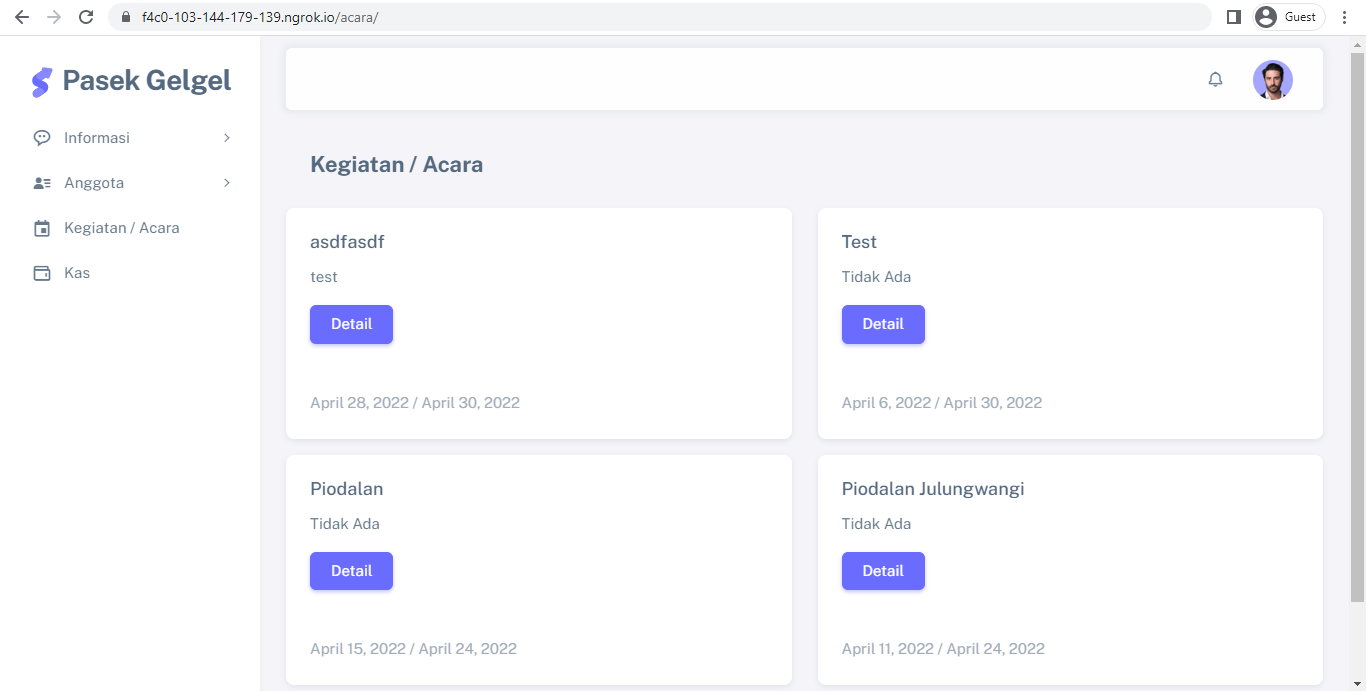 f4c0-103-144-179-139.ngrok.io/acara/
Guest
Pasek Gelgel
Informasi
Anggota
Kegiatan / Acara
Kas
Kegiatan / Acara
asdfasdf
test
Detail
April 28, 2022 / April 30, 2022
Test
Tidak Ada
Detail
April 6, 2022 / April 30, 2022
Piodalan
Tidak Ada
Detail
April 15, 2022 / April 24, 2022
Piodalan Julungwangi
Tidak Ada
Detail
April 11, 2022 / April 24, 2022